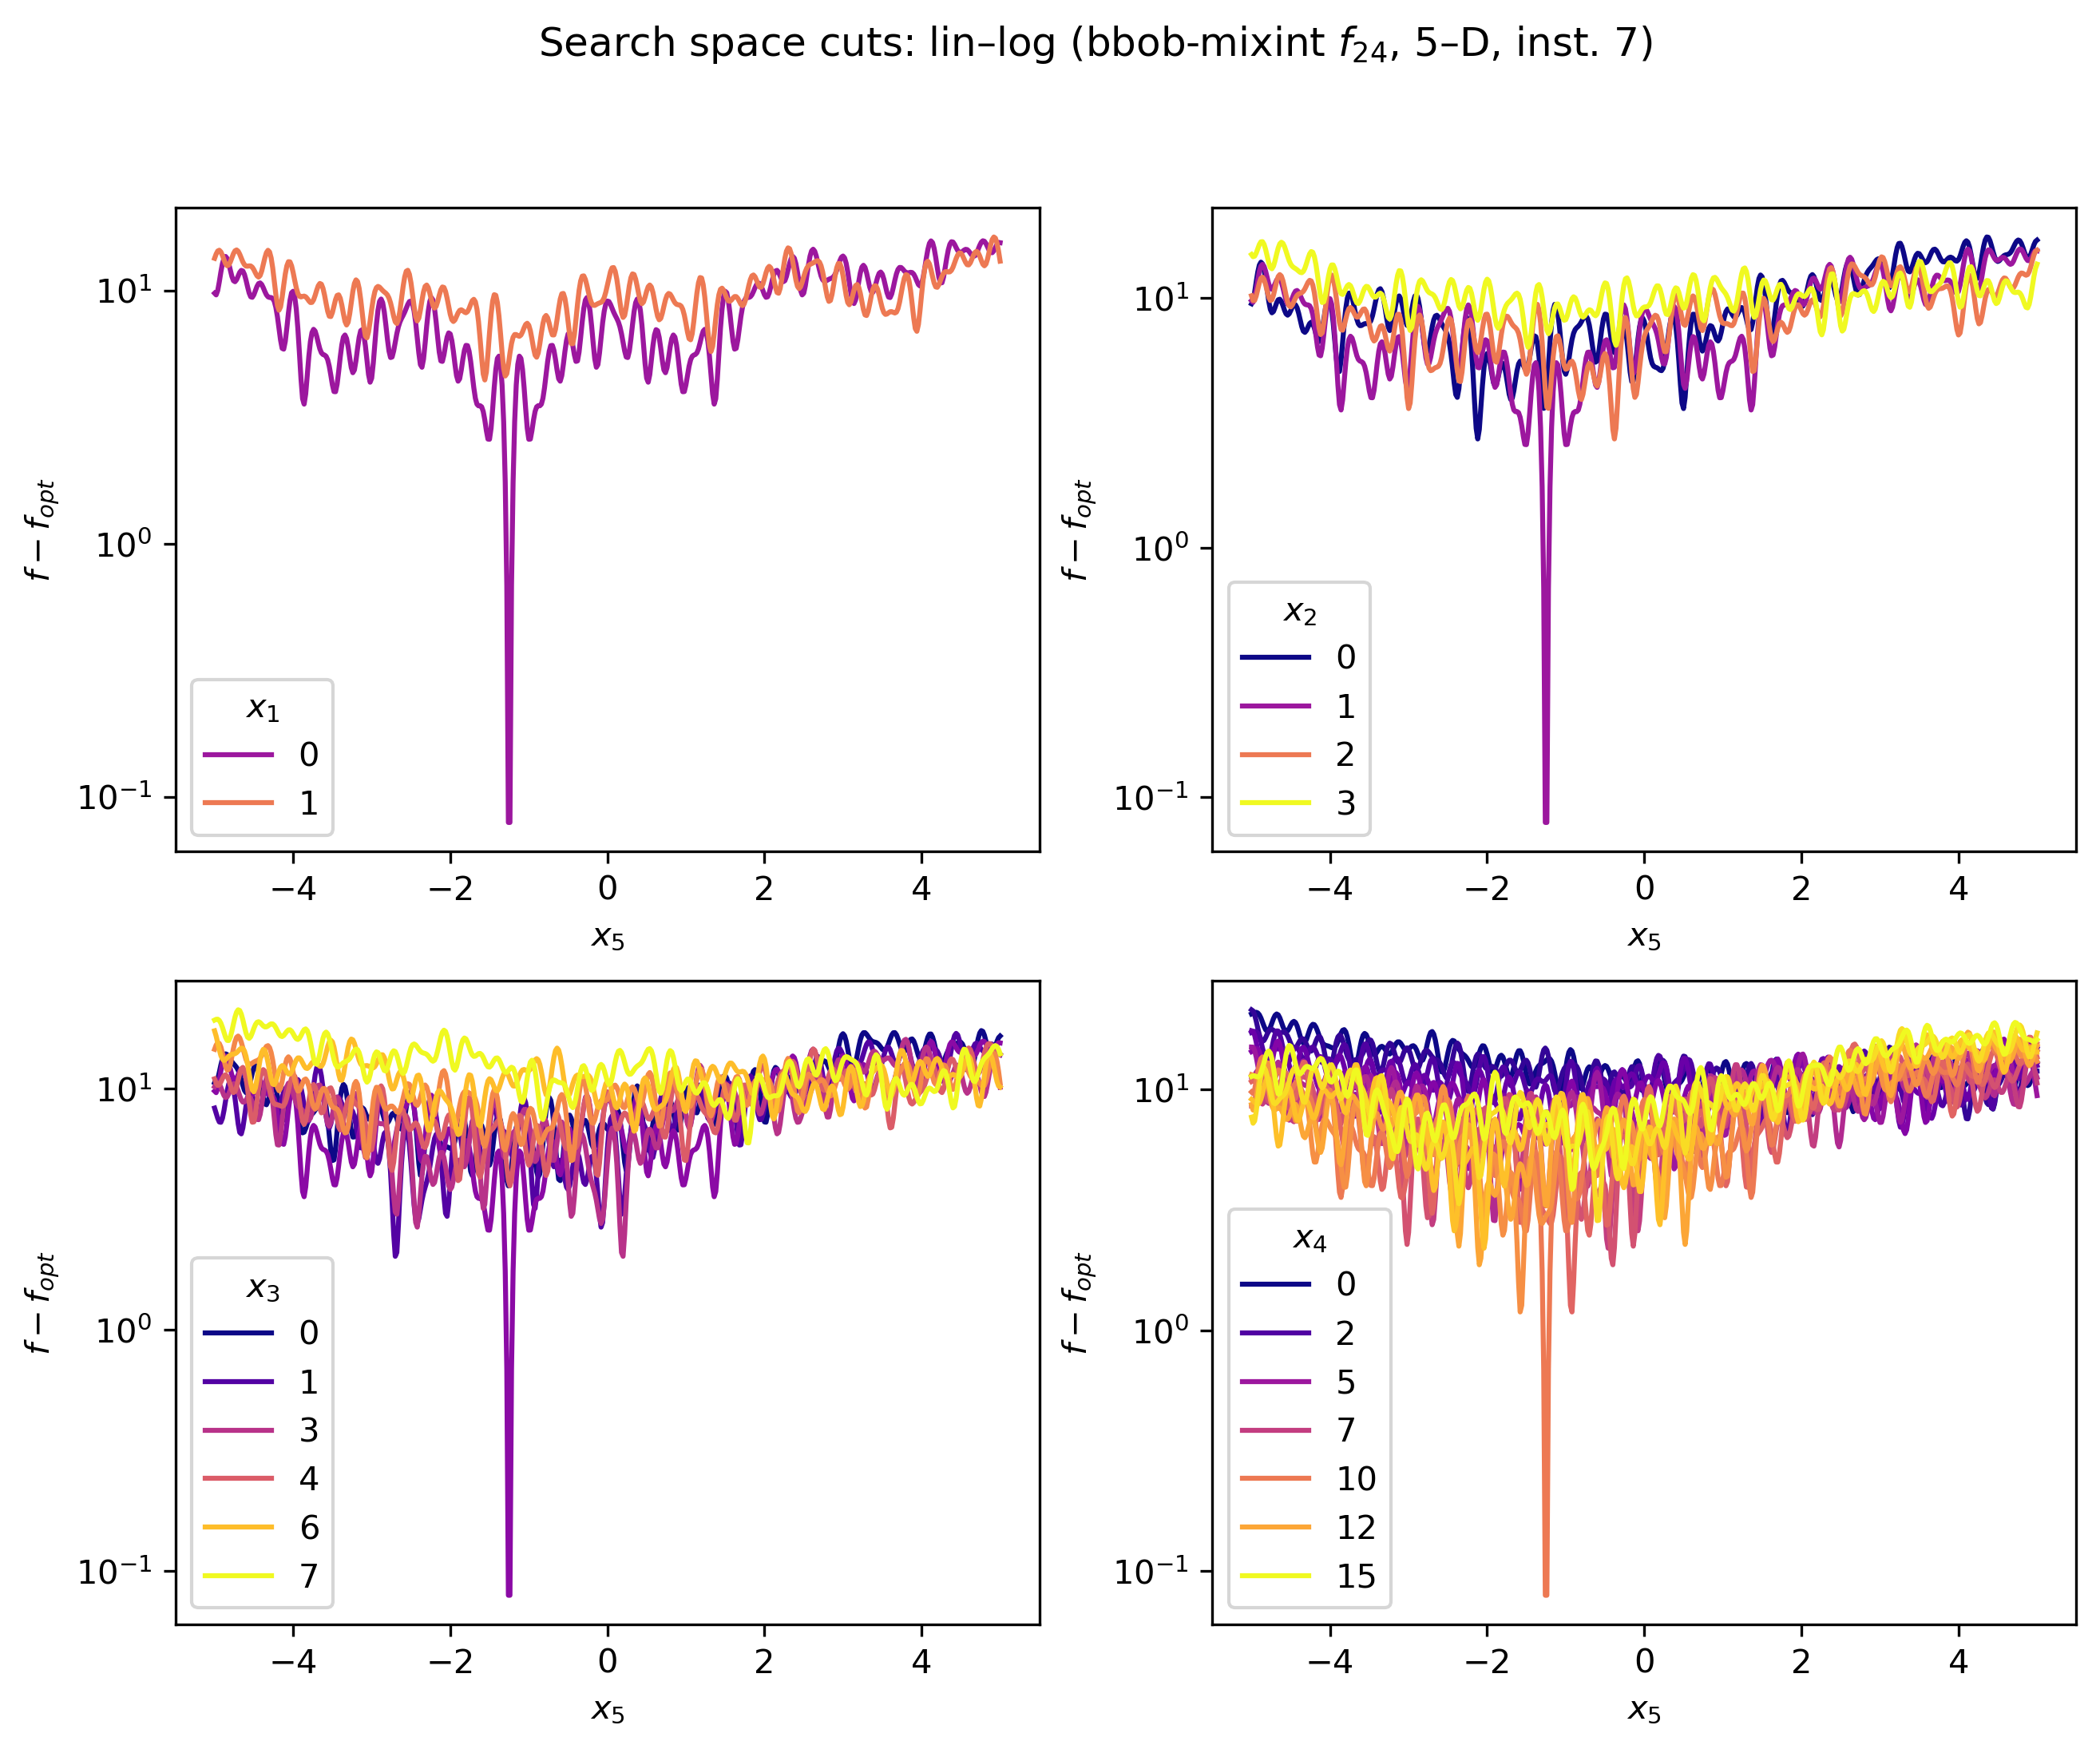 Search space cuts: lin–log (bbob-mixint f24, 5–D, inst. 7)
10¹
10⁰
10⁻¹
f − fopt
x1
0
1
−4 −2 0 2 4
x5
10¹
10⁰
10⁻¹
f − fopt
x2
0
1
2
3
−4 −2 0 2 4
x5
10¹
10⁰
10⁻¹
f − fopt
x3
0
1
3
4
6
7
−4 −2 0 2 4
x5
10¹
10⁰
10⁻¹
f − fopt
x4
0
2
5
7
10
12
15
−4 −2 0 2 4
x5